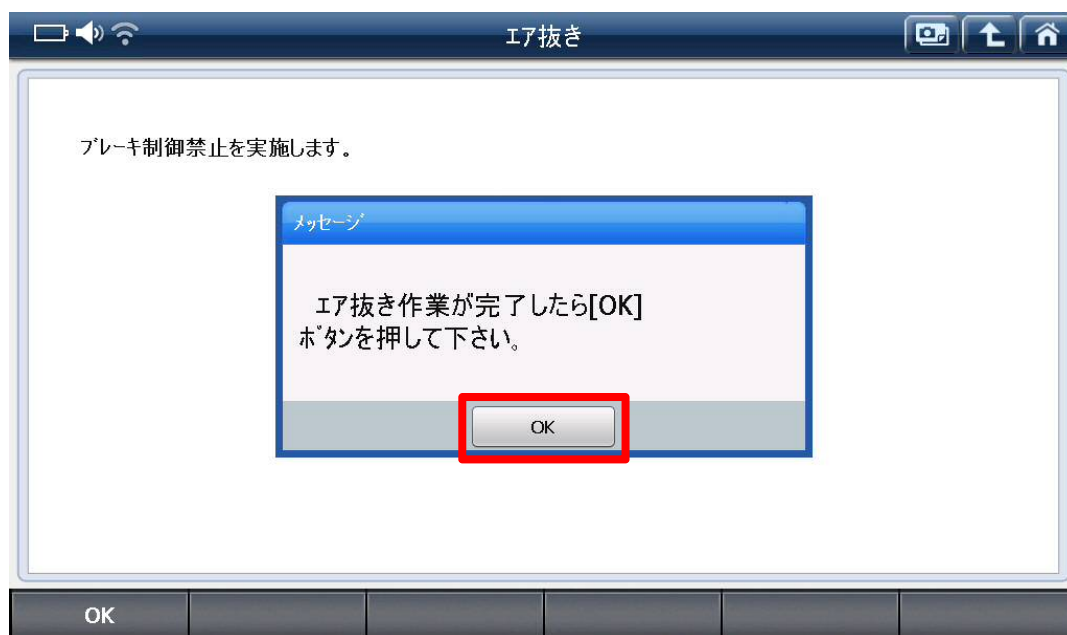 ｴｱ抜き
ﾌﾞﾚｰｷ制御禁止を実施します。
ﾒｯｾｰｼﾞ
ｴｱ抜き作業が完了したら[OK]
ﾎﾞﾀﾝを押して下さい。
OK
OK